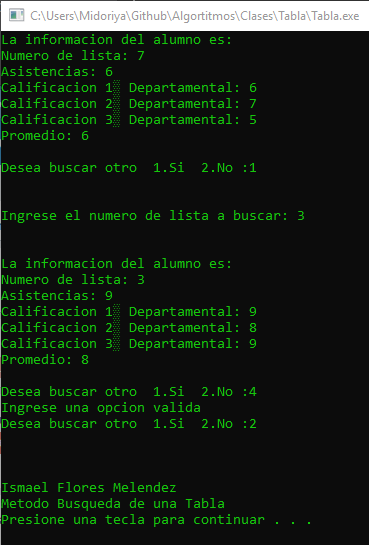 C:\Users\Midoriya\Github\Algortitmos\Clases\Tabla\Tabla.exe
La informacion del alumno es:
Numero de lista: 7
Asistencias: 6
Calificacion 1░ Departamental: 6
Calificacion 2░ Departamental: 7
Calificacion 3░ Departamental: 5
Promedio: 6
Desea buscar otro  1.Si  2.No :1
Ingrese el numero de lista a buscar: 3
La informacion del alumno es:
Numero de lista: 3
Asistencias: 9
Calificacion 1░ Departamental: 9
Calificacion 2░ Departamental: 8
Calificacion 3░ Departamental: 9
Promedio: 8
Desea buscar otro  1.Si  2.No :4
Ingrese una opcion valida
Desea buscar otro  1.Si  2.No :2
Ismael Flores Melendez
Metodo Busqueda de una Tabla
Presione una tecla para continuar . . .